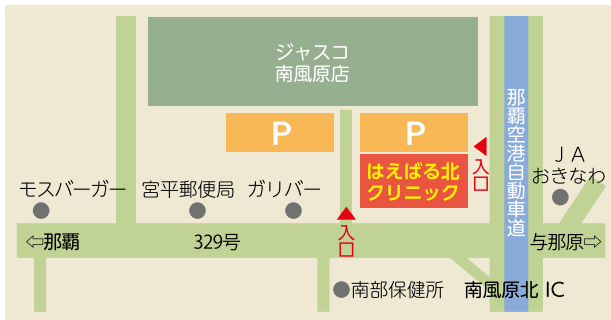 ジャスコ
南風原店
P
P
はえばる北
クリニック
入口
那覇空港自動車道
JA
おきなわ
モスバーガー
宮平郵便局
ガリバー
入口
⇦那覇
329号
与那原⇨
南部保健所
南風原北 IC